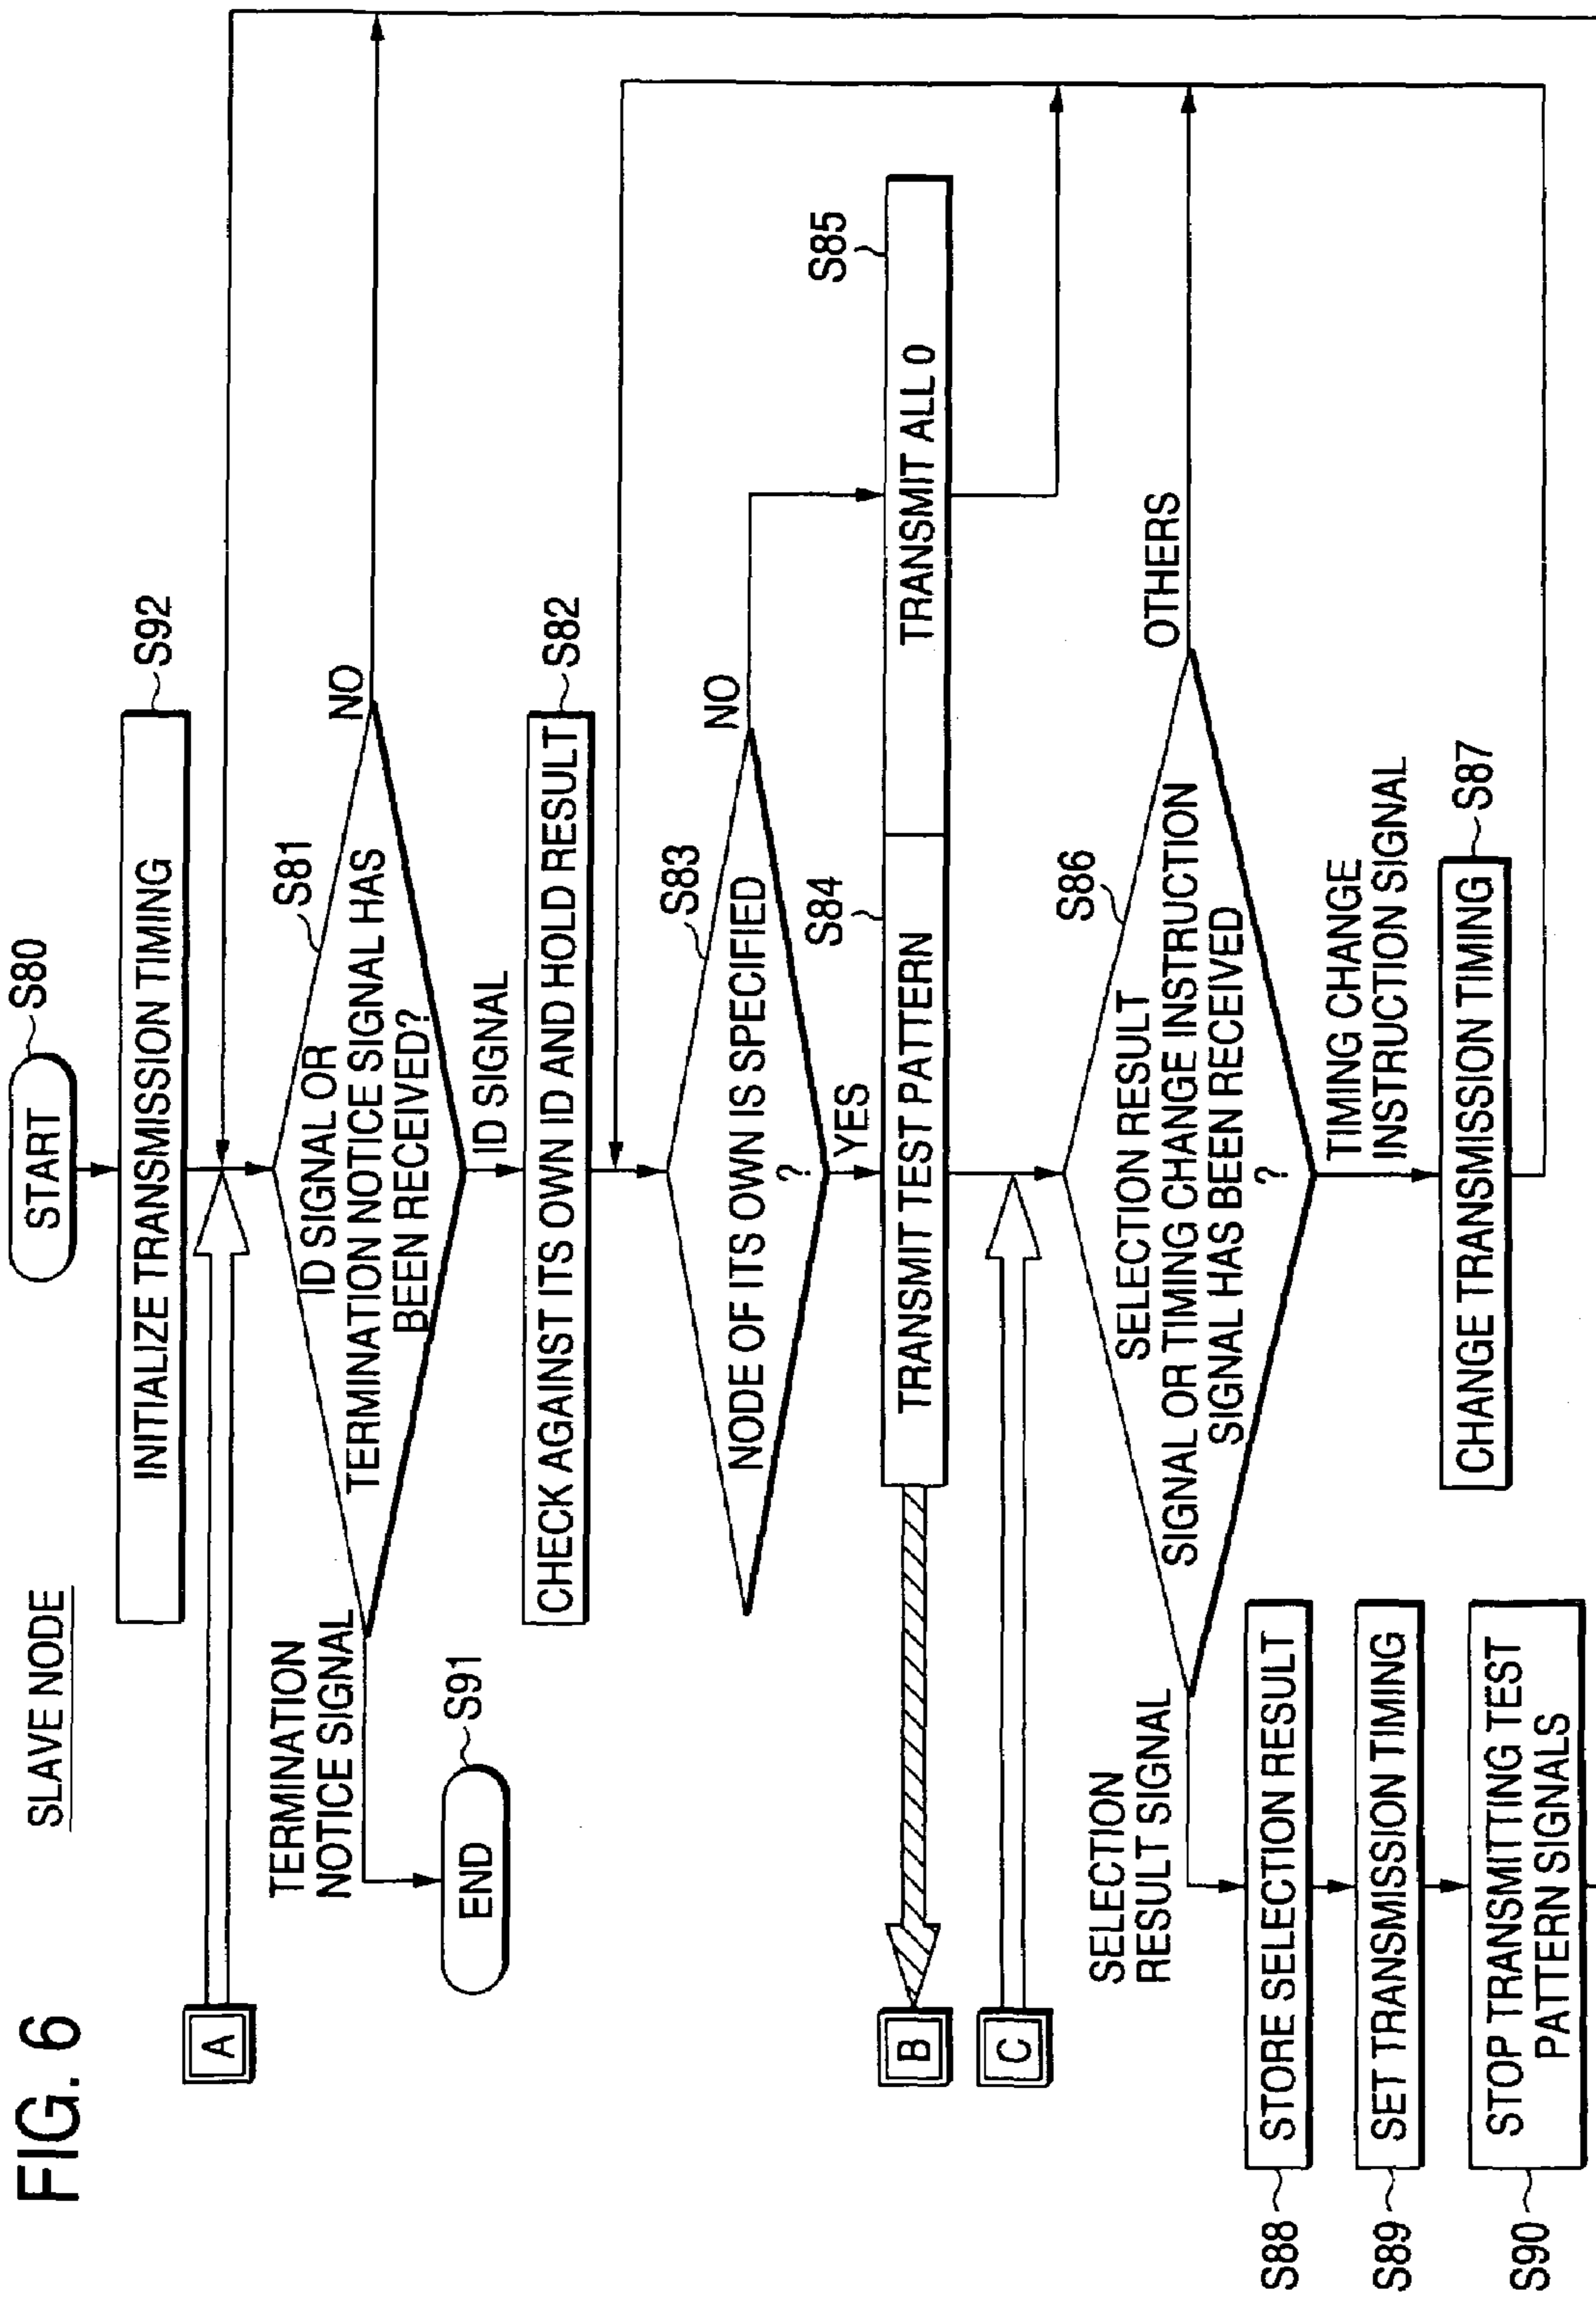 FIG. 6
SLAVE NODE
START
S80
INITIALIZE TRANSMISSION TIMING
S92
A
ID SIGNAL OR
TERMINATION NOTICE SIGNAL HAS
BEEN RECEIVED?
S81
NO
TERMINATION
NOTICE SIGNAL
END
S91
ID SIGNAL
CHECK AGAINST ITS OWN ID AND HOLD RESULT
S82
NODE OF ITS OWN IS SPECIFIED
?
S83
NO
YES
B
TRANSMIT TEST PATTERN
S84
TRANSMIT ALL 0
S85
C
SELECTION RESULT
SIGNAL OR TIMING CHANGE INSTRUCTION
SIGNAL HAS BEEN RECEIVED
?
S86
OTHERS
SELECTION
RESULT SIGNAL
TIMING CHANGE
INSTRUCTION SIGNAL
S88
STORE SELECTION RESULT
S89
SET TRANSMISSION TIMING
CHANGE TRANSMISSION TIMING
S87
S90
STOP TRANSMITTING TEST
PATTERN SIGNALS